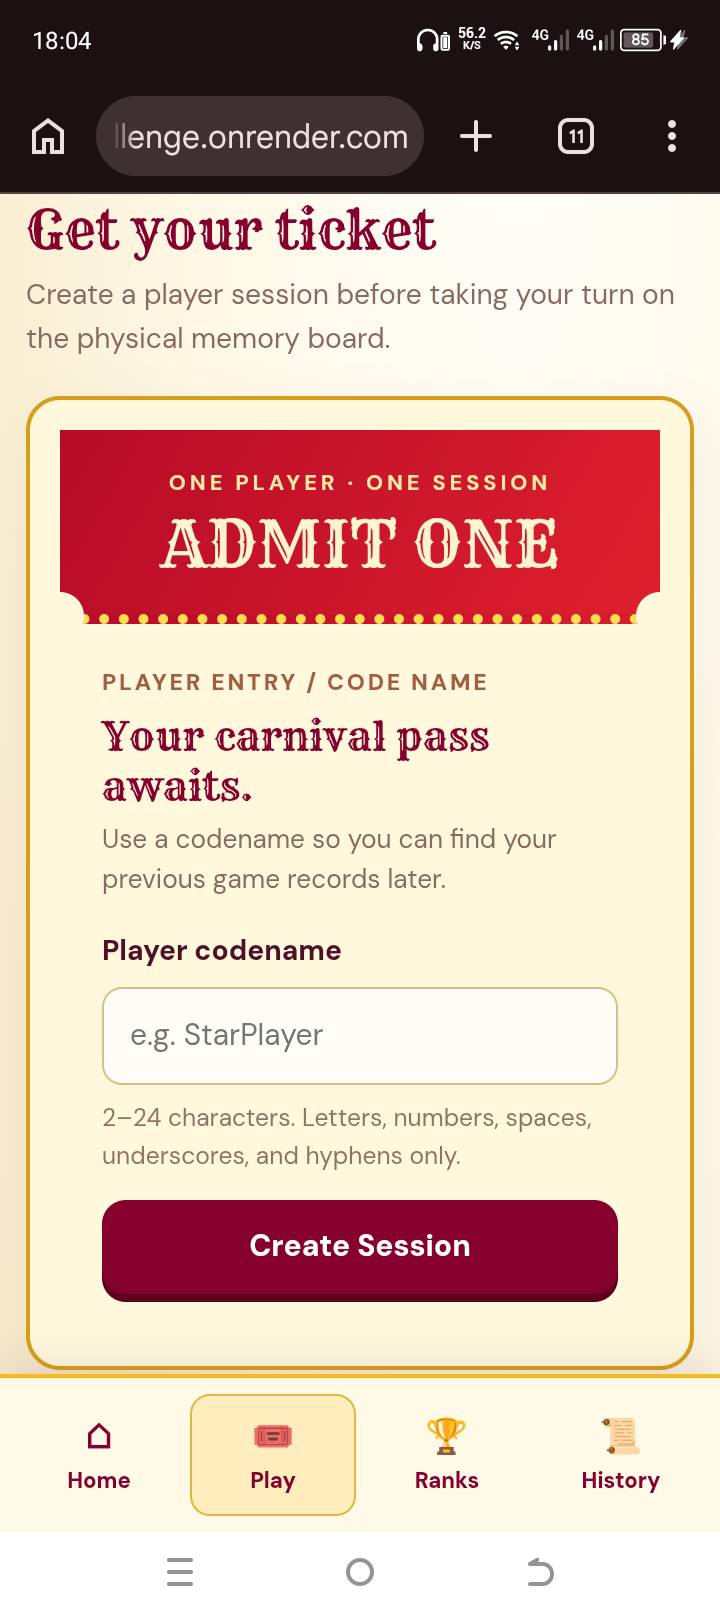 18:04
56.2
K/S
4G
4G
85
llenge.onrender.com
11
Get your ticket
Create a player session before taking your turn on
the physical memory board.
ONE PLAYER · ONE SESSION
ADMIT ONE
PLAYER ENTRY / CODE NAME
Your carnival pass
awaits.
Use a codename so you can find your
previous game records later.
Player codename
e.g. StarPlayer
2–24 characters. Letters, numbers, spaces,
underscores, and hyphens only.
Create Session
Home
Play
Ranks
History